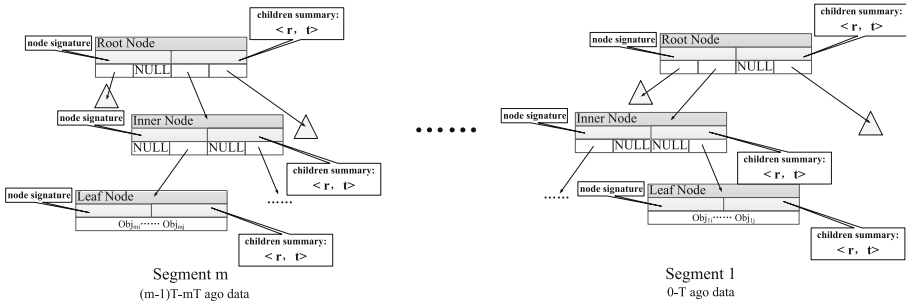 children summary:
< r, t>
node signature
Root Node
NULL
node signature
Inner Node
NULL
NULL
children summary:
< r, t>
......
node signature
Leaf Node
Objmi...... Objmj
children summary:
< r, t>
Segment m
(m-1)T-mT ago data
......
children summary:
< r, t>
node signature
Root Node
NULL
node signature
Inner Node
NULL
NULL
children summary:
< r, t>
......
node signature
Leaf Node
Obj1i...... Obj1j
children summary:
< r, t>
Segment 1
0-T ago data